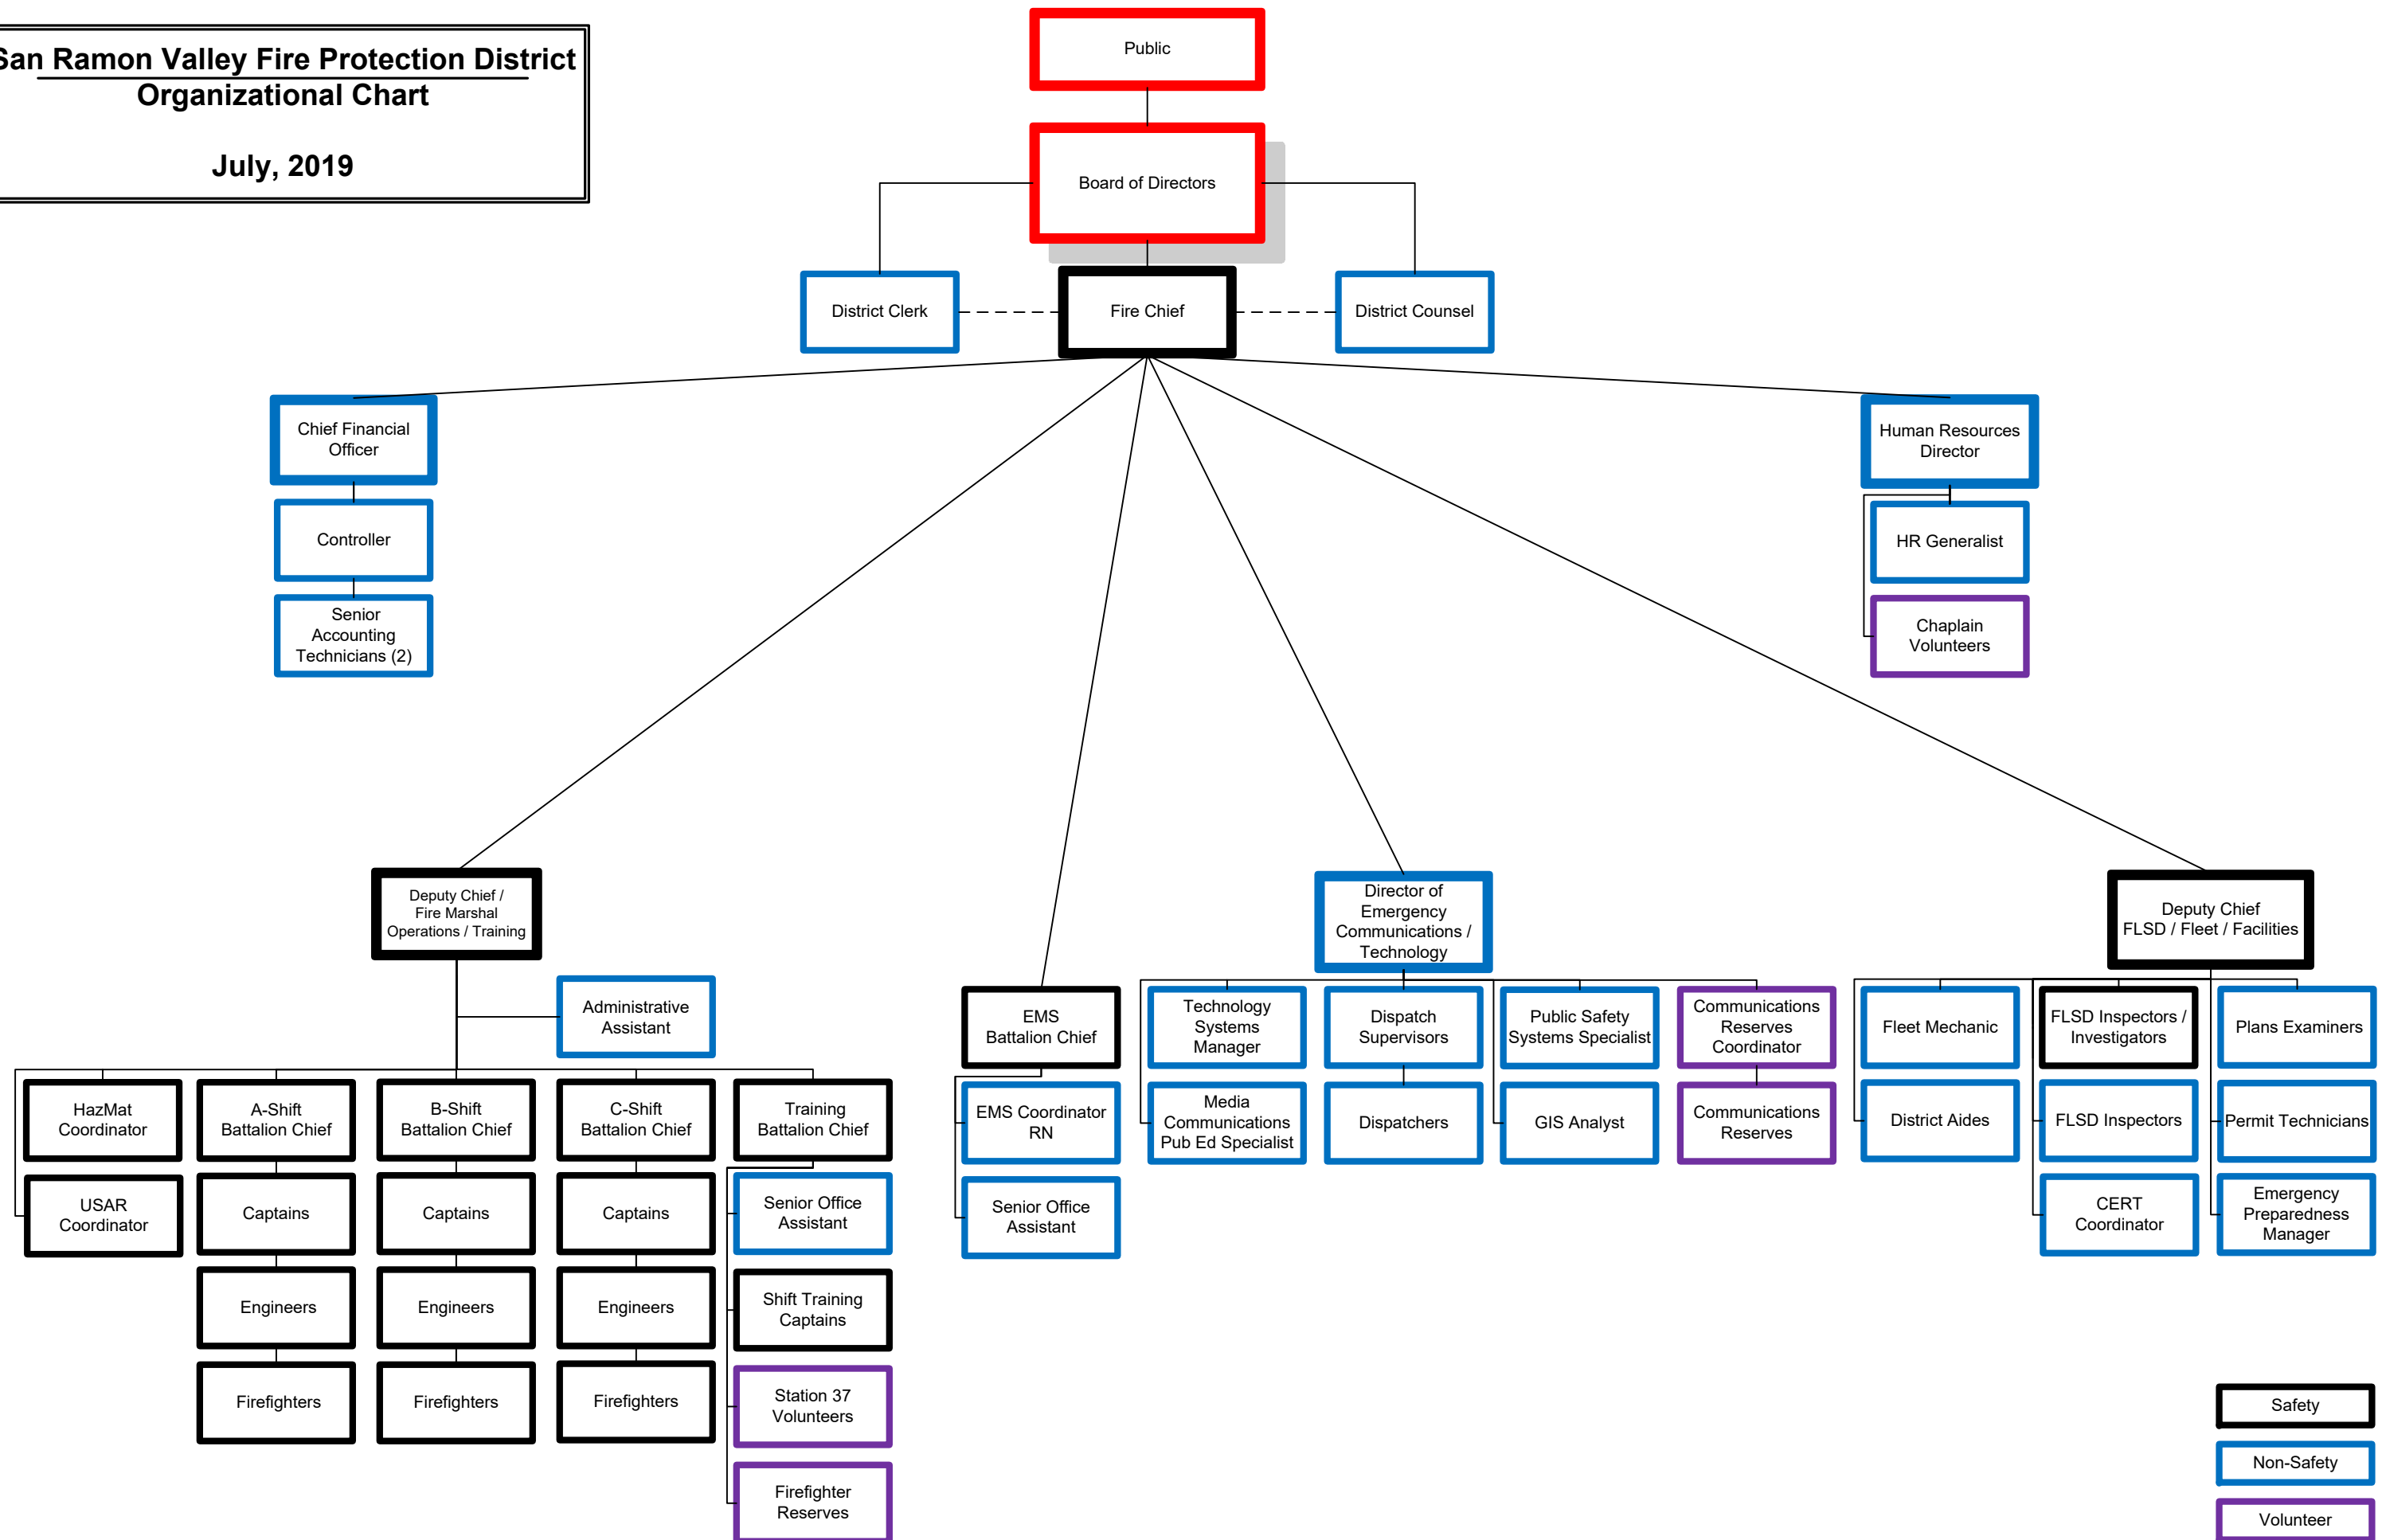 San Ramon Valley Fire Protection District
Organizational Chart
July, 2019
Public
Board of Directors
District Clerk
Fire Chief
District Counsel
Chief Financial
Officer
Controller
Senior
Accounting
Technicians (2)
Human Resources
Director
HR Generalist
Chaplain
Volunteers
Deputy Chief /
Fire Marshal
Operations / Training
Administrative
Assistant
HazMat
Coordinator
USAR
Coordinator
A-Shift
Battalion Chief
Captains
Engineers
Firefighters
B-Shift
Battalion Chief
Captains
Engineers
Firefighters
C-Shift
Battalion Chief
Captains
Engineers
Firefighters
Training
Battalion Chief
Senior Office
Assistant
Shift Training
Captains
Station 37
Volunteers
Firefighter
Reserves
EMS
Battalion Chief
EMS Coordinator
RN
Senior Office
Assistant
Director of
Emergency
Communications /
Technology
Technology
Systems
Manager
Media
Communications
Pub Ed Specialist
Dispatch
Supervisors
Dispatchers
Public Safety
Systems Specialist
GIS Analyst
Communications
Reserves
Coordinator
Communications
Reserves
Deputy Chief
FLSD / Fleet / Facilities
Fleet Mechanic
District Aides
FLSD Inspectors /
Investigators
FLSD Inspectors
CERT
Coordinator
Plans Examiners
Permit Technicians
Emergency
Preparedness
Manager
Safety
Non-Safety
Volunteer